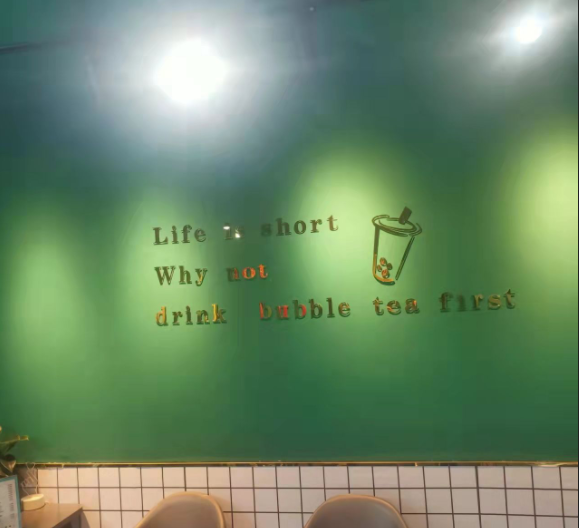 Life is short
Why not
drink bubble tea first